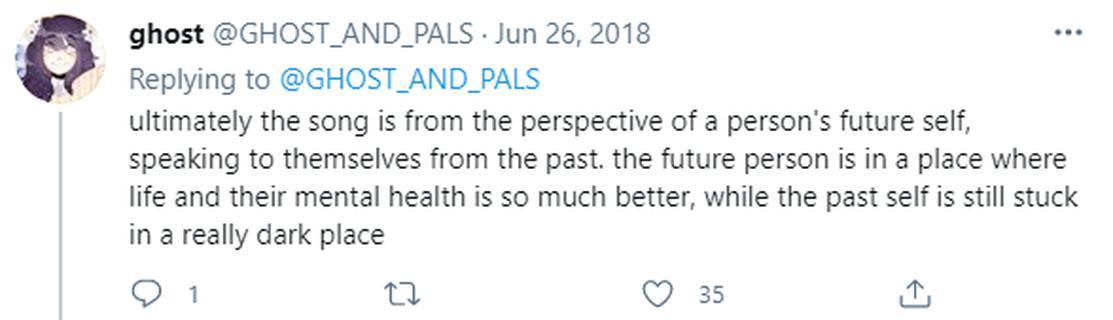 ghost @GHOST_AND_PALS · Jun 26, 2018
Replying to @GHOST_AND_PALS
ultimately the song is from the perspective of a person's future self,
speaking to themselves from the past. the future person is in a place where
life and their mental health is so much better, while the past self is still stuck
in a really dark place
1 35